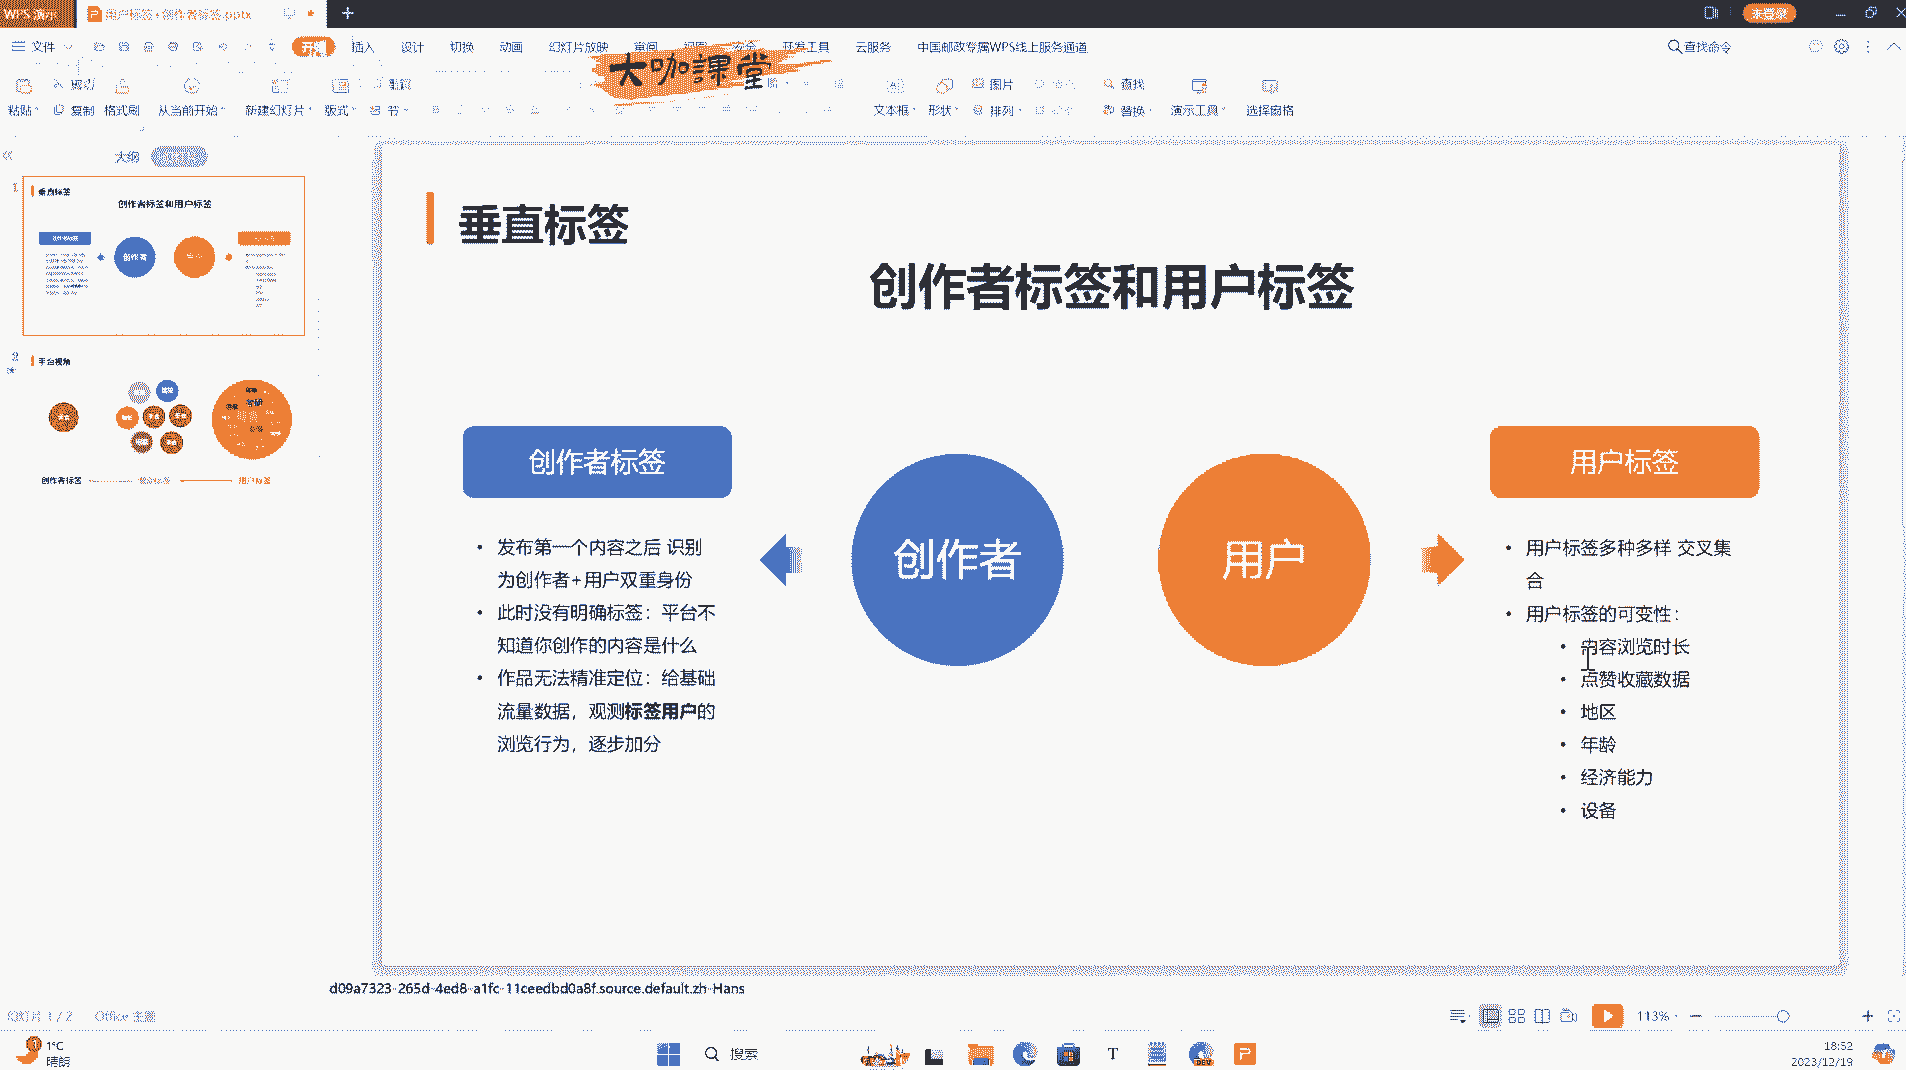 WPS 演示
用户标签+创作者标签.pptx
未登录
文件
开始
插入
设计
切换
动画
幻灯片放映
审阅
视图
安全
开发工具
云服务
中国邮政专属WPS线上服务通道
查找命令
大咖課堂
粘贴
剪切
复制
格式刷
从当前开始
新建幻灯片
版式
重置
节
文本框
形状
图片
排列
查找
替换
演示工具
选择窗格
大纲
1
垂直标签
创作者标签和用户标签
创作者
2
平台视角
创作者标签
用户标签
垂直标签
创作者标签和用户标签
创作者标签
• 发布第一个内容之后 识别
为创作者+用户双重身份
• 此时没有明确标签：平台不
知道你创作的内容是什么
• 作品无法精准定位：给基础
流量数据，观测标签用户的
浏览行为，逐步加分
创作者
用户
用户标签
• 用户标签多种多样 交叉集
合
• 用户标签的可变性：
• 内容浏览时长
• 点赞收藏数据
• 地区
• 年龄
• 经济能力
• 设备
d09a7323-265d-4ed8-a1fc-11ceedbd0a8f.source.default.zh-Hans
幻灯片 1 / 2
Office 主题
113%
1°C
晴朗
搜索
18:52
2023/12/19